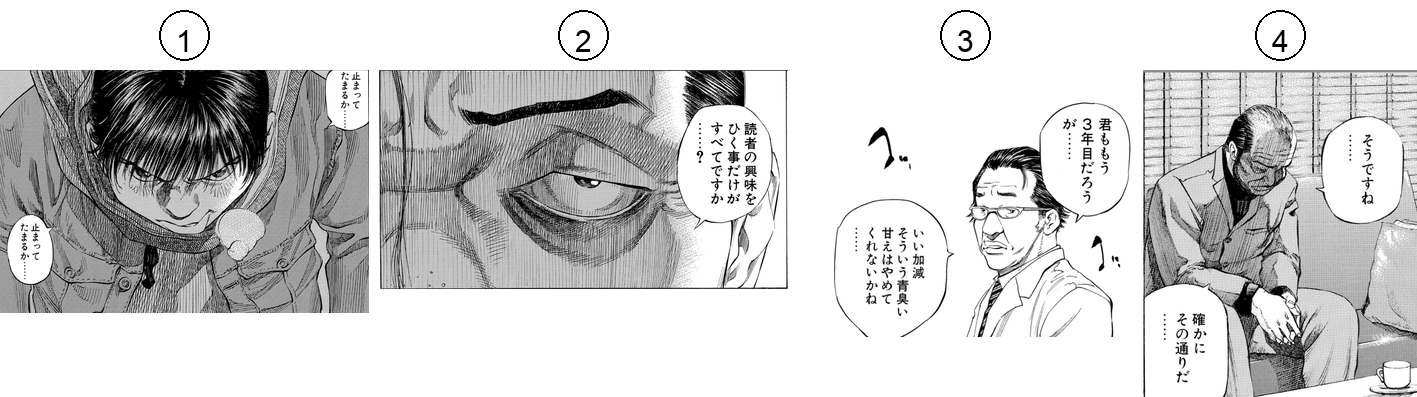 1
止まって
たまるか……
止まって
たまるか……
2
読者の興味を
ひく事だけが
すべてですか
……？
3
君ももう
３年目だろう
が……
いい加減
そういう青臭い
甘えはやめて
くれないかね
……
4
そうですね
……
確かに
その通りだ
……